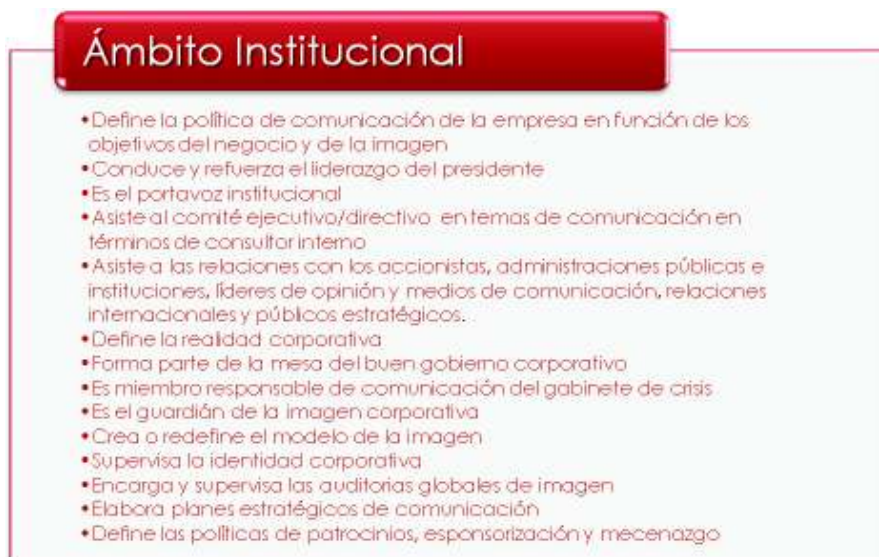 Ámbito Institucional
•Define la política de comunicación de la empresa en función de los
objetivos del negocio y de la imagen
•Conduce y refuerza el liderazgo del presidente
•Es el portavoz institucional
•Asiste al comité ejecutivo/directivo en temas de comunicación en
términos de consultor interno
•Asiste a las relaciones con los accionistas, administraciones públicas e
instituciones, líderes de opinión y medios de comunicación, relaciones
internacionales y públicos estratégicos.
•Define la realidad corporativa
•Forma parte de la mesa del buen gobierno corporativo
•Es miembro responsable de comunicación del gabinete de crisis
•Es el guardián de la imagen corporativa
•Crea o redefine el modelo de la imagen
•Supervisa la identidad corporativa
•Encarga y supervisa las auditorias globales de imagen
•Elabora planes estratégicos de comunicación
•Define las políticas de patrocinios, esponsorización y mecenazgo